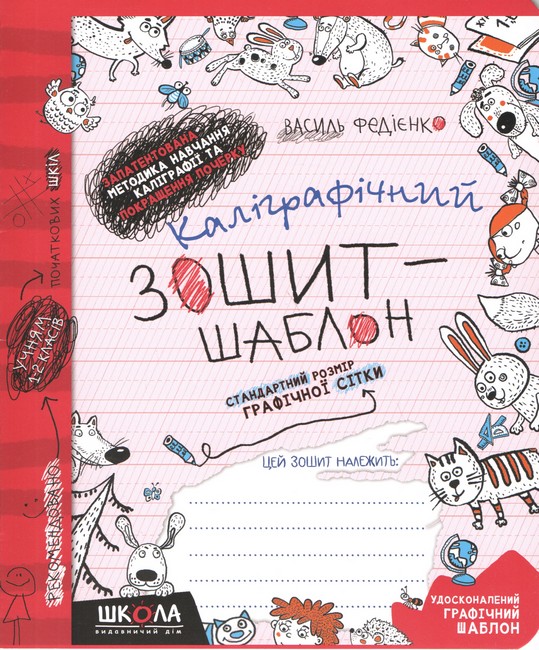 ВАСИЛЬ ФЕДІЄНКО
ЗАПАТЕНТОВАНА
МЕТОДИКА НАВЧАННЯ
КАЛІГРАФІЇ ТА
ПОКРАЩЕННЯ ПОЧЕРКУ
Каліграфічний
ЗОШИТ-
ШАБЛОН
СТАНДАРТНИЙ РОЗМІР
ГРАФІЧНОЇ СІТКИ
ЦЕЙ ЗОШИТ НАЛЕЖИТЬ:
РЕКОМЕНДОВАНО
УЧНЯМ
1-2 КЛАСІВ
ПОЧАТКОВИХ ШКІЛ
ШКОЛА
видавничий дім
УДОСКОНАЛЕНИЙ
ГРАФІЧНИЙ
ШАБЛОН